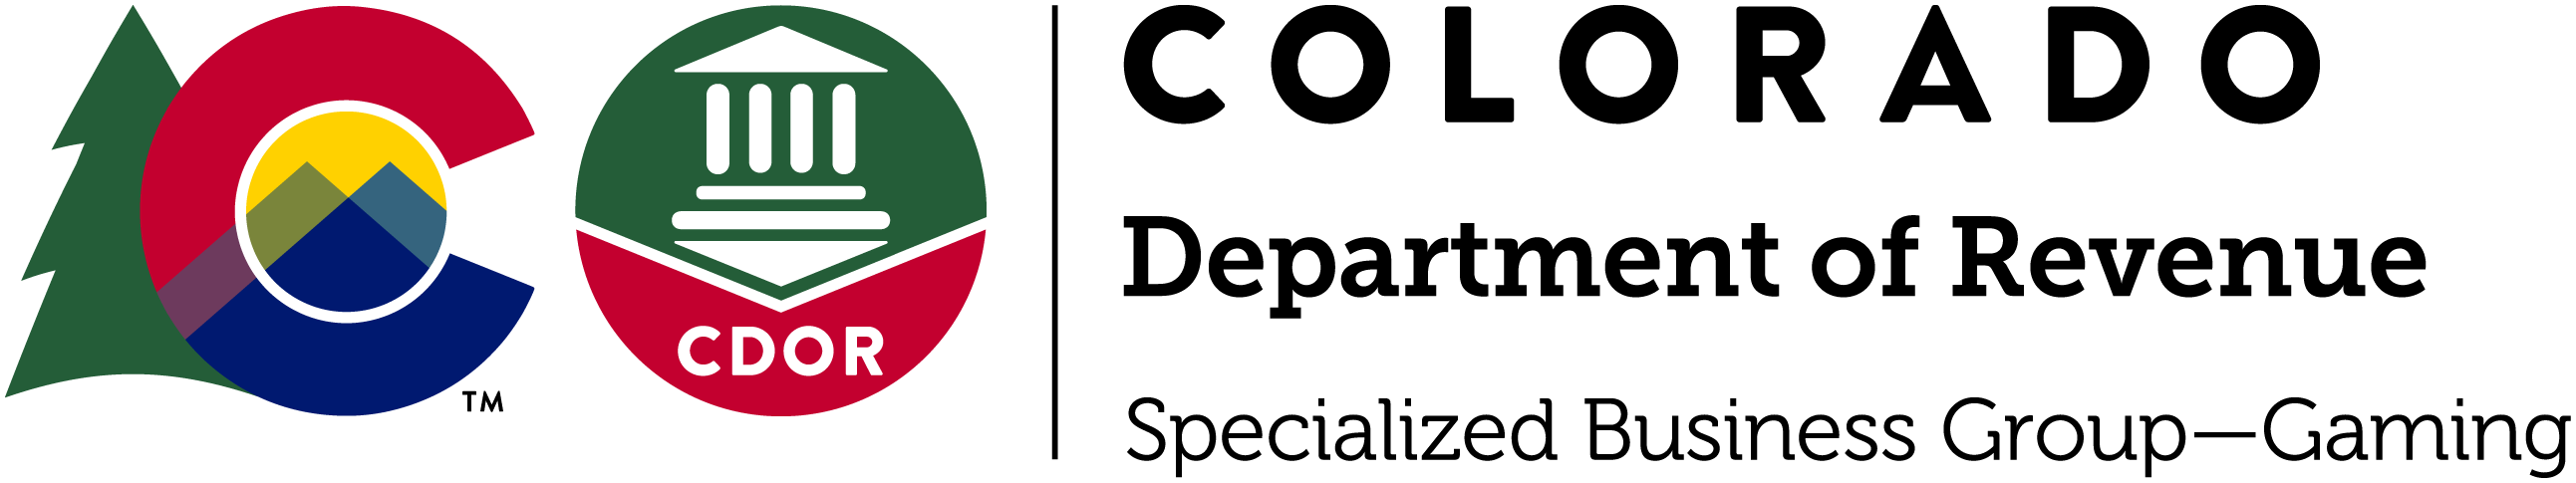 TM
CDOR
COLORADO
Department of Revenue
Specialized Business Group—Gaming